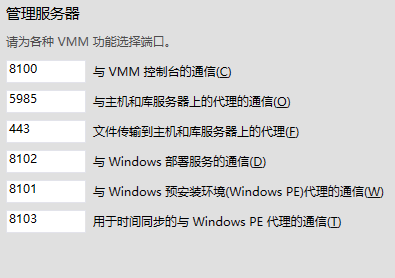 管理服务器
请为各种 VMM 功能选择端口。
8100 与 VMM 控制台的通信(C)
5985 与主机和库服务器上的代理的通信(O)
443 文件传输到主机和库服务器上的代理(F)
8102 与 Windows 部署服务的通信(D)
8101 与 Windows 预安装环境(Windows PE)代理的通信(W)
8103 用于时间同步的与 Windows PE 代理的通信(T)